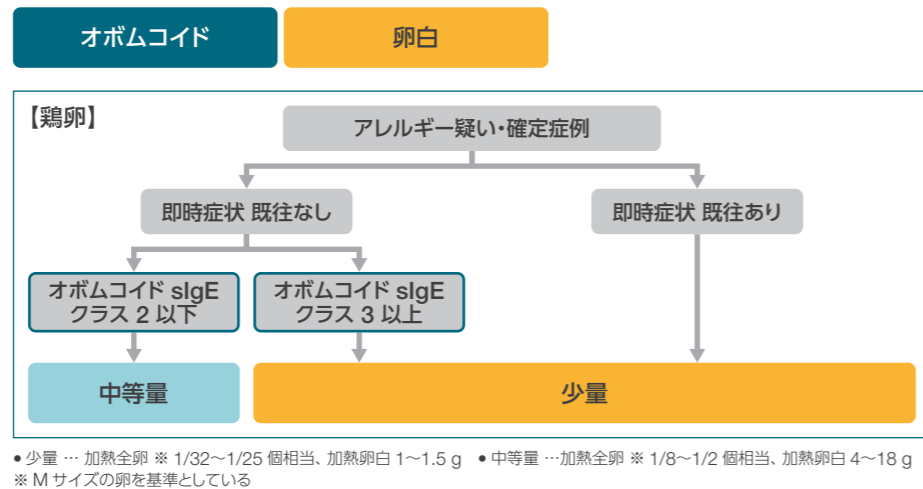 オボムコイド
卵白
【鶏卵】
アレルギー疑い・確定症例
即時症状 既往なし
即時症状 既往あり
オボムコイド sIgE
クラス 2 以下
オボムコイド sIgE
クラス 3 以上
中等量
少量
● 少量 … 加熱全卵 ※ 1/32〜1/25 個相当、加熱卵白 1〜1.5 g ● 中等量 …加熱全卵 ※ 1/8〜1/2 個相当、加熱卵白 4〜18 g
※ M サイズの卵を基準としている